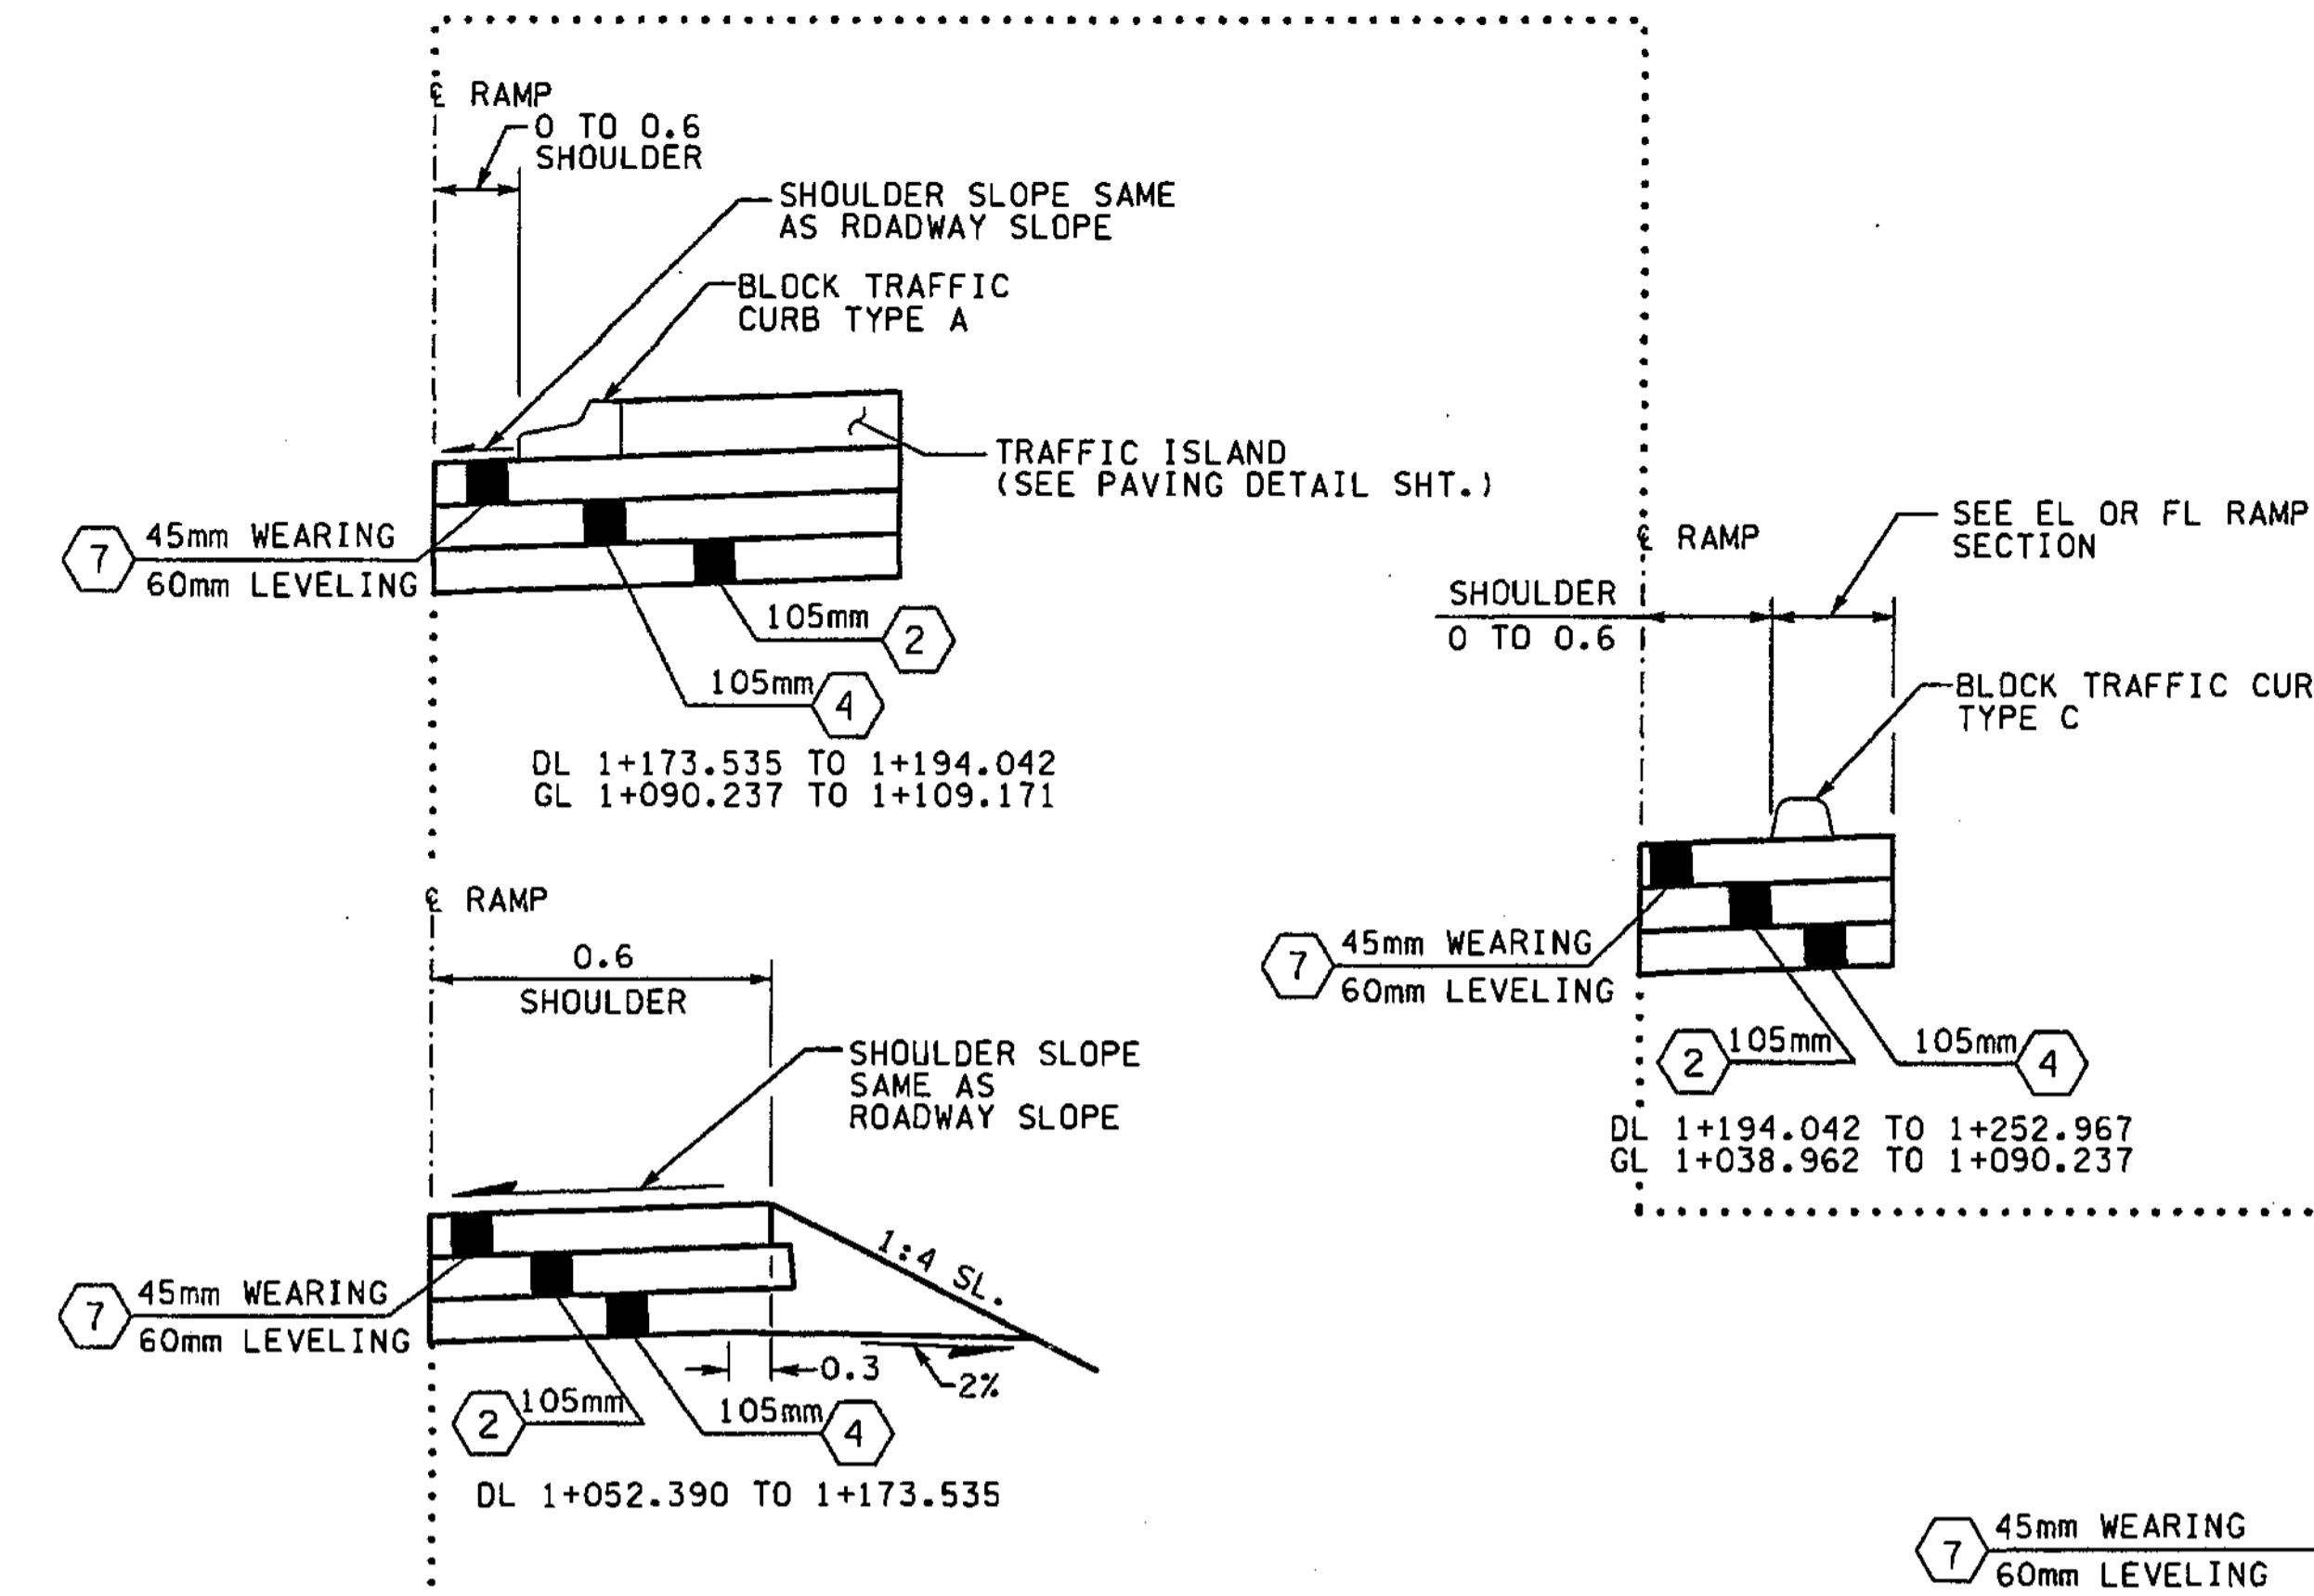 ℄ RAMP
0 TO 0.6
SHOULDER
SHOULDER SLOPE SAME
AS RDADWAY SLOPE
BLOCK TRAFFIC
CURB TYPE A
TRAFFIC ISLAND
(SEE PAVING DETAIL SHT.)
7
45mm WEARING
60mm LEVELING
105mm
2
105mm
4
DL 1+173.535 TO 1+194.042
GL 1+090.237 TO 1+109.171
℄ RAMP
SEE EL OR FL RAMP
SECTION
SHOULDER
0 TO 0.6
BLOCK TRAFFIC CUR
TYPE C
7
45mm WEARING
60mm LEVELING
2
105mm
105mm
4
DL 1+194.042 TO 1+252.967
GL 1+038.962 TO 1+090.237
℄ RAMP
0.6
SHOULDER
SHOULDER SLOPE
SAME AS
ROADWAY SLOPE
1:4 SL.
7
45mm WEARING
60mm LEVELING
0.3
2%
2
105mm
105mm
4
DL 1+052.390 TO 1+173.535
7
45mm WEARING
60mm LEVELING